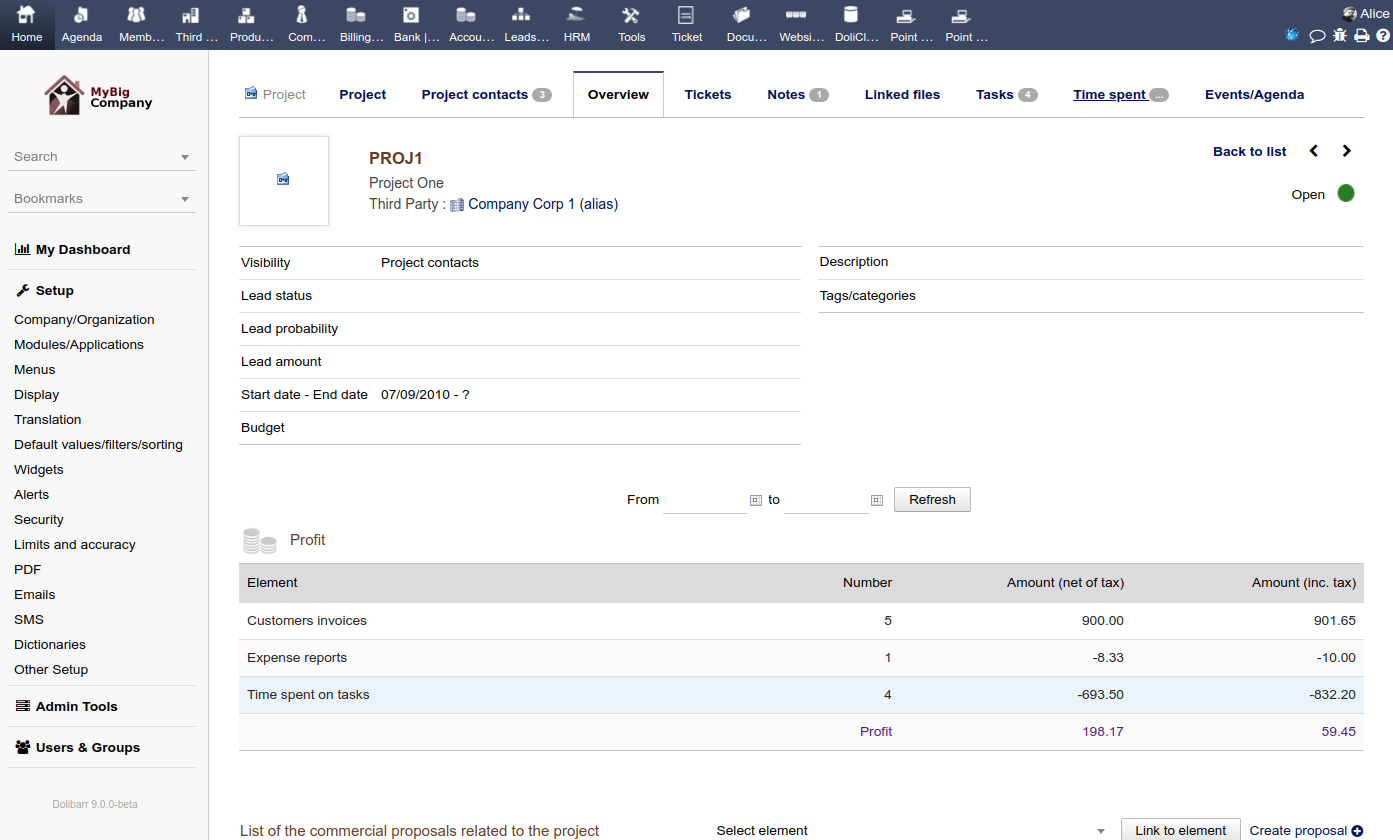 Home Agenda Memb… Third … Produ… Com… Billing… Bank |… Accou… Leads… HRM Tools Ticket Docu… Websi… DoliCl… Point … Point … Alice
MyBig
Company
Search
Bookmarks
My Dashboard
Setup
Company/Organization
Modules/Applications
Menus
Display
Translation
Default values/filters/sorting
Widgets
Alerts
Security
Limits and accuracy
PDF
Emails
SMS
Dictionaries
Other Setup
Admin Tools
Users & Groups
Dolibarr 9.0.0-beta
Project Project Project contacts 3 Overview Tickets Notes 1 Linked files Tasks 4 Time spent ... Events/Agenda
PROJ1
Project One
Third Party : Company Corp 1 (alias)
Back to list
Open
Visibility Project contacts
Lead status
Lead probability
Lead amount
Start date - End date 07/09/2010 - ?
Budget
Description
Tags/categories
From to Refresh
Profit
Element Number Amount (net of tax) Amount (inc. tax)
Customers invoices 5 900.00 901.65
Expense reports 1 -8.33 -10.00
Time spent on tasks 4 -693.50 -832.20
Profit 198.17 59.45
List of the commercial proposals related to the project Select element Link to element Create proposal